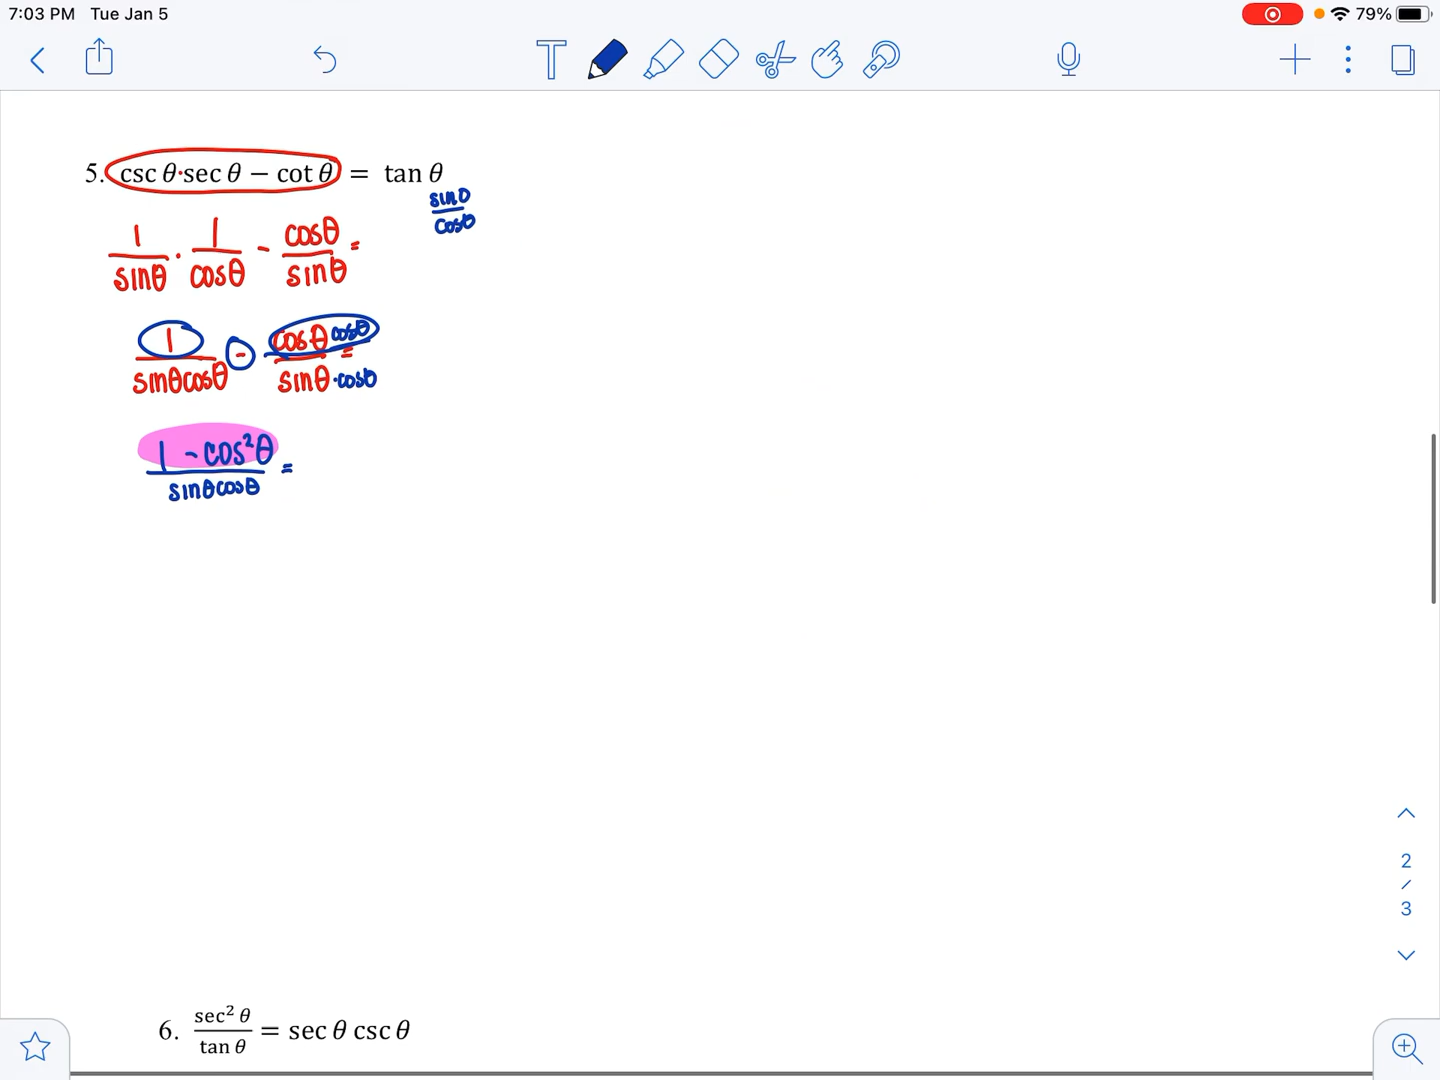 7:03 PM Tue Jan 5 79%
T
5. csc θ·sec θ − cot θ = tan θ
sinθ/cosθ
1/sinθ · 1/cosθ - cosθ/sinθ =
1/sinθcosθ - cosθ cosθ/sinθ·cosθ =
1 - cos²θ/sinθcosθ =
2
/
3
6. sec² θ/tan θ = sec θ csc θ